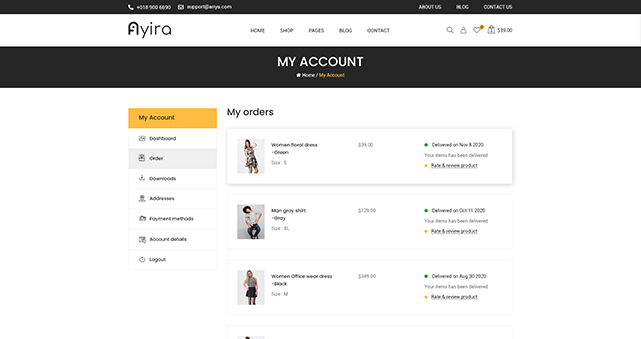 +018 900 6690
support@ariya.com
ABOUT US
BLOG
CONTACT US
Ayira
HOME
SHOP
PAGES
BLOG
CONTACT
$39.00
MY ACCOUNT
Home / My Account
My Account
Dashboard
Order
Downloads
Addresses
Payment methods
Account details
Logout
My orders
Women floral dress
-Green
Size : S
$39.00
Delivered on Nov 8 2020
Your items has been delivered
Rate & review product
Man gray shirt
-Gray
Size : XL
$129.00
Delivered on Oct 11 2020
Your items has been delivered
Rate & review product
Women Office wear dress
-Black
Size : M
$349.00
Delivered on Aug 30 2020
Your items has been delivered
Rate & review product